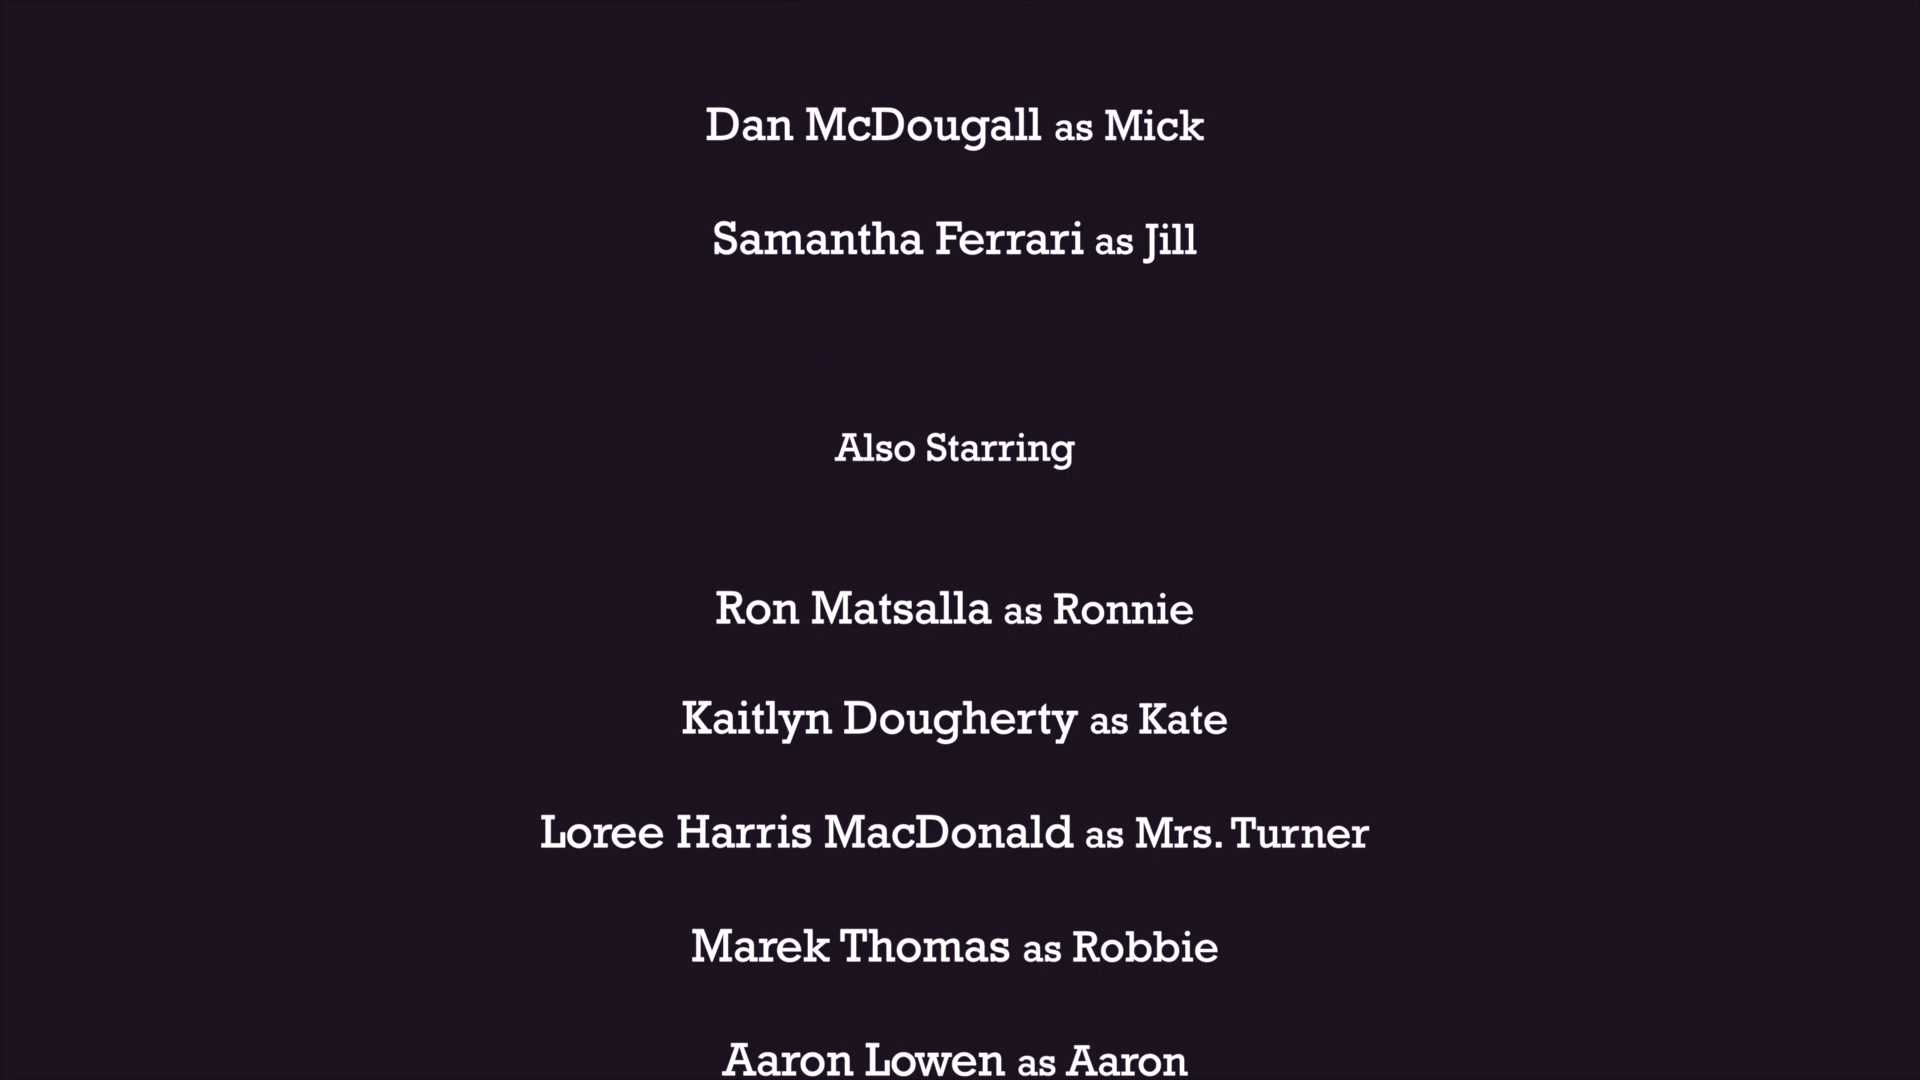 Dan McDougall as Mick
Samantha Ferrari as Jill
Also Starring
Ron Matsalla as Ronnie
Kaitlyn Dougherty as Kate
Loree Harris MacDonald as Mrs. Turner
Marek Thomas as Robbie
Aaron Lowen as Aaron